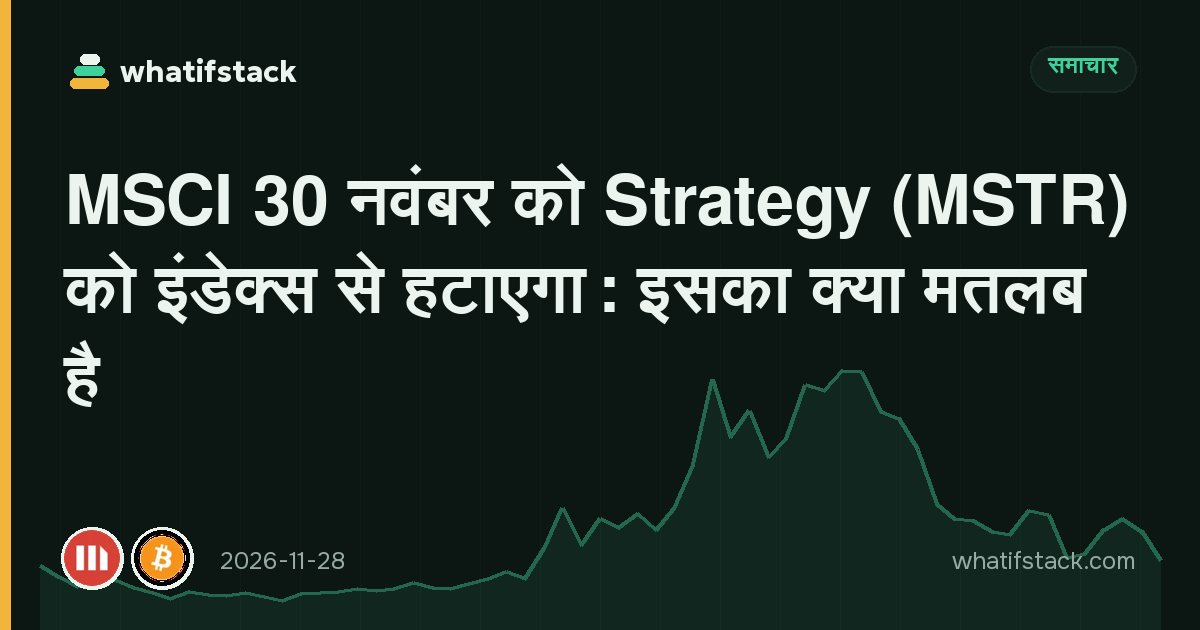 whatifstack
समाचार
MSCI 30 नवंबर को Strategy (MSTR)
को इंडेक्स से हटाएगा : इसका क्या मतलब
है
2026-11-28
whatifstack.com